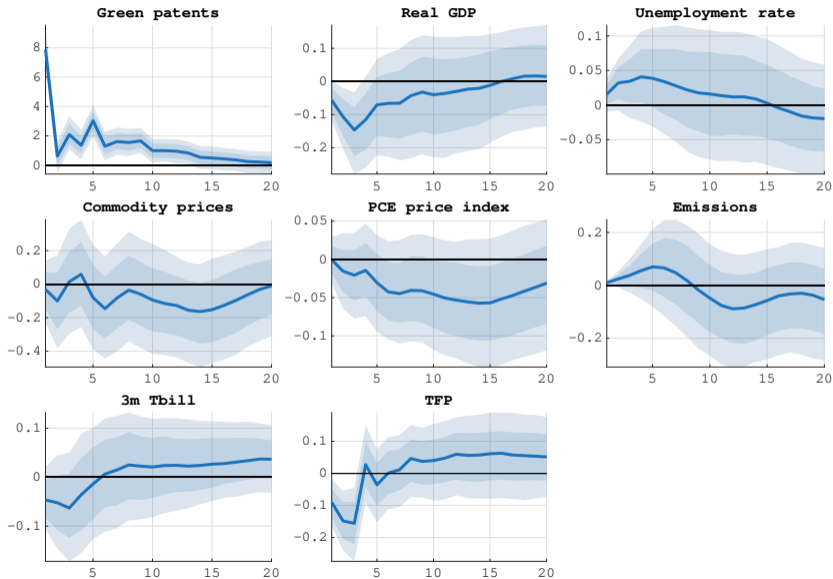 Green patents
8
6
4
2
0
5 10 15 20
Real GDP
0.1
0
-0.1
-0.2
5 10 15 20
Unemployment rate
0.1
0.05
0
-0.05
5 10 15 20
Commodity prices
0.2
0
-0.2
-0.4
5 10 15 20
PCE price index
0.05
0
-0.05
-0.1
5 10 15 20
Emissions
0.2
0
-0.2
5 10 15 20
3m Tbill
0.1
0
-0.1
5 10 15 20
TFP
0.1
0
-0.1
-0.2
5 10 15 20